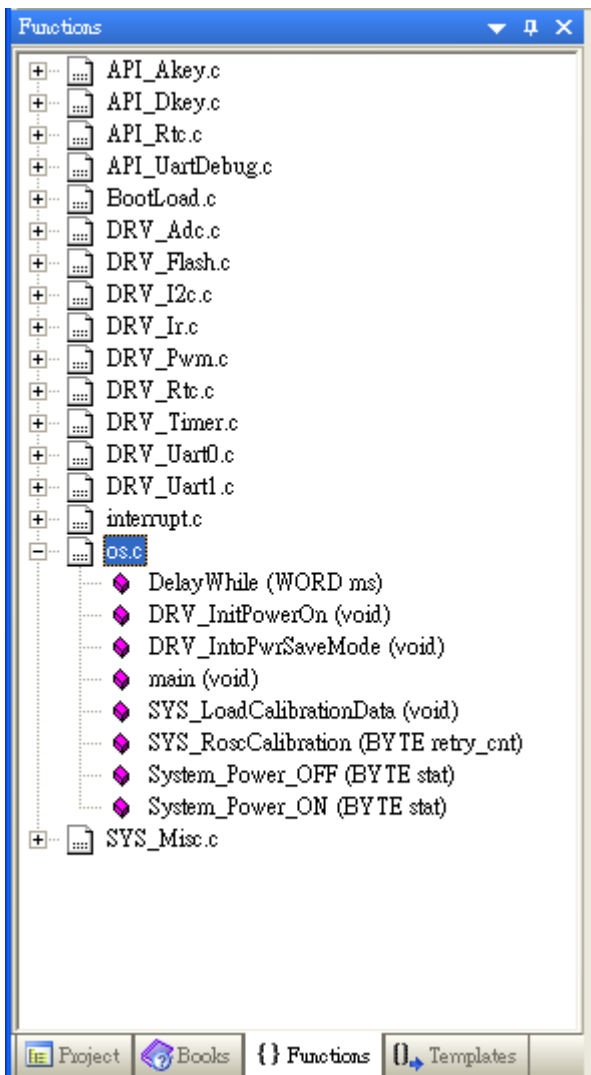 Functions
API_Akey.c
API_Dkey.c
API_Rtc.c
API_UartDebug.c
BootLoad.c
DRV_Adc.c
DRV_Flash.c
DRV_I2c.c
DRV_Ir.c
DRV_Pwm.c
DRV_Rtc.c
DRV_Timer.c
DRV_Uart0.c
DRV_Uart1.c
interrupt.c
os.c
DelayWhile (WORD ms)
DRV_InitPowerOn (void)
DRV_IntoPwrSaveMode (void)
main (void)
SYS_LoadCalibrationData (void)
SYS_RoscCalibration (BYTE retry_cnt)
System_Power_OFF (BYTE stat)
System_Power_ON (BYTE stat)
SYS_Misc.c
Project Books {} Functions Templates